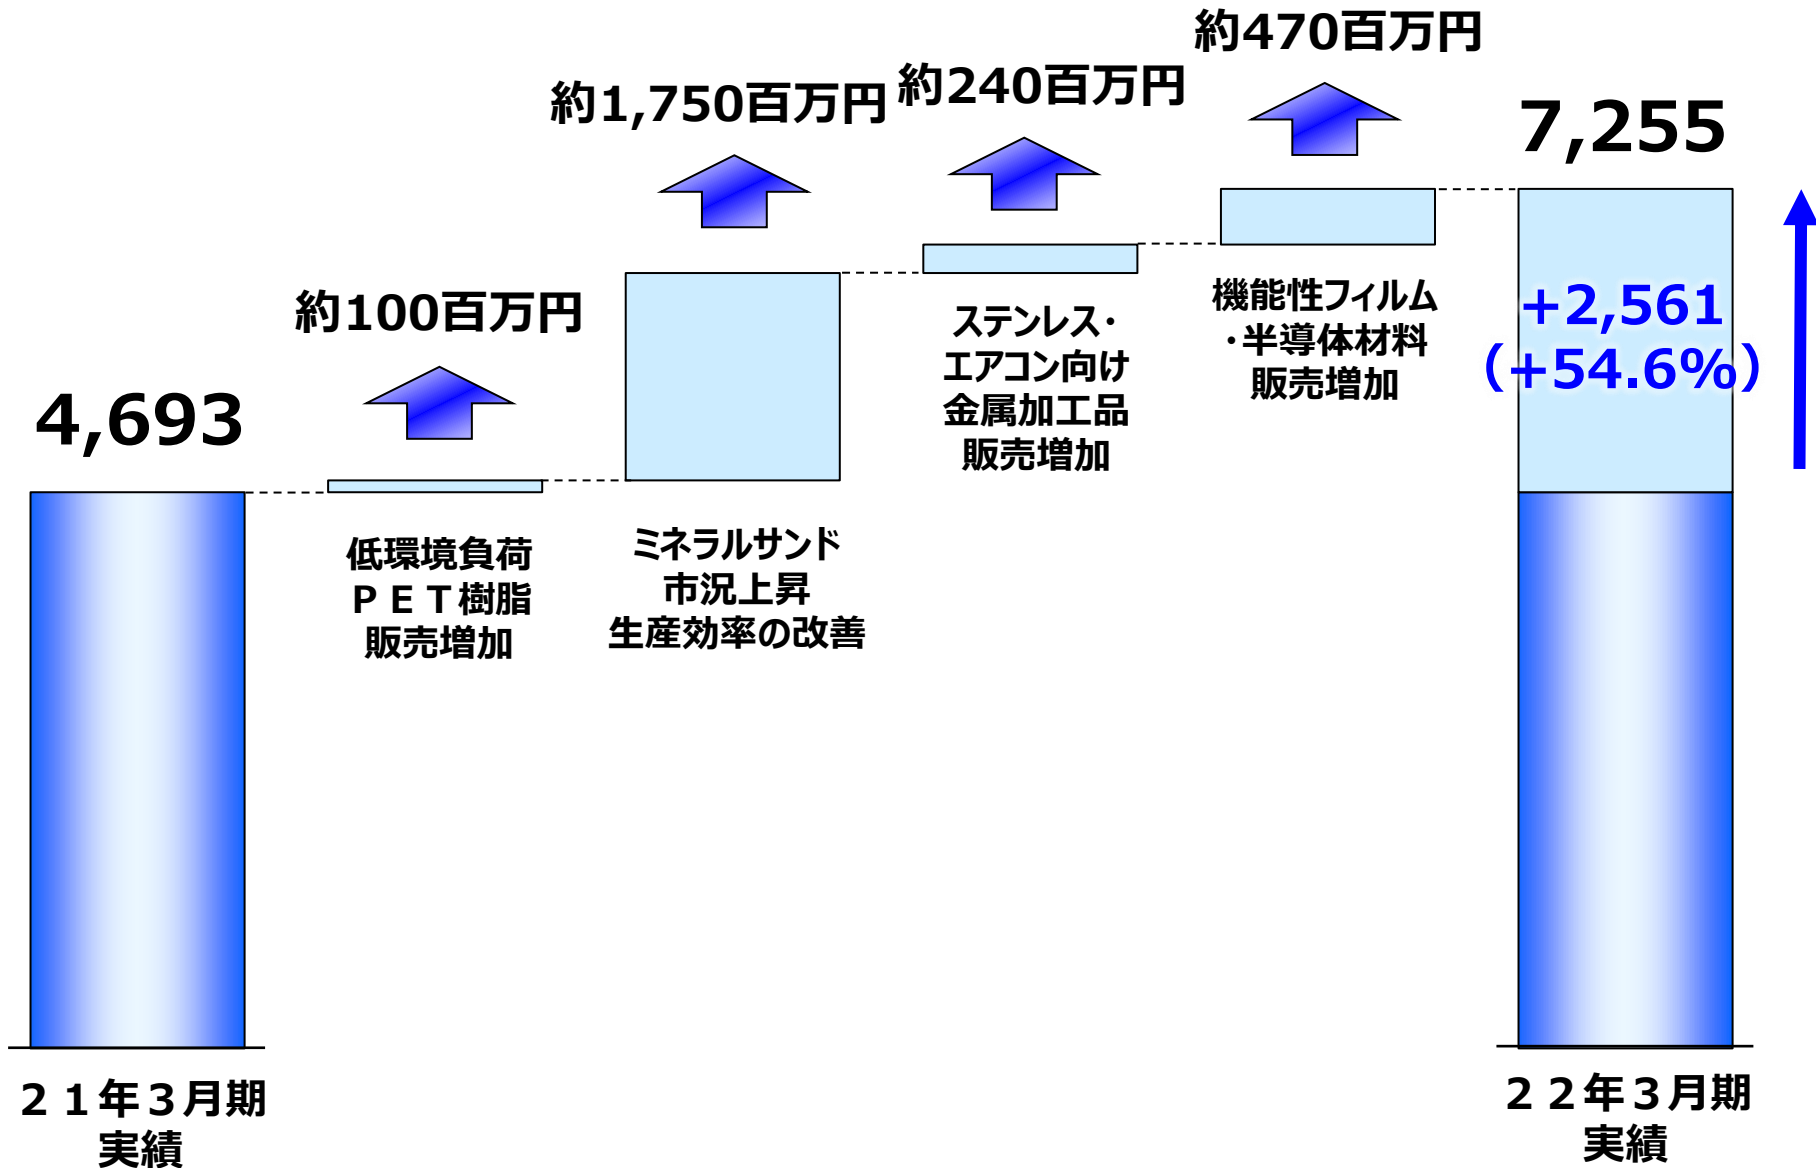 4,693
21年3月期
実績
約100百万円
低環境負荷
PET樹脂
販売増加
約1,750百万円
ミネラルサンド
市況上昇
生産効率の改善
約240百万円
ステンレス・
エアコン向け
金属加工品
販売増加
約470百万円
機能性フィルム
・半導体材料
販売増加
7,255
+2,561
(+54.6%)
22年3月期
実績